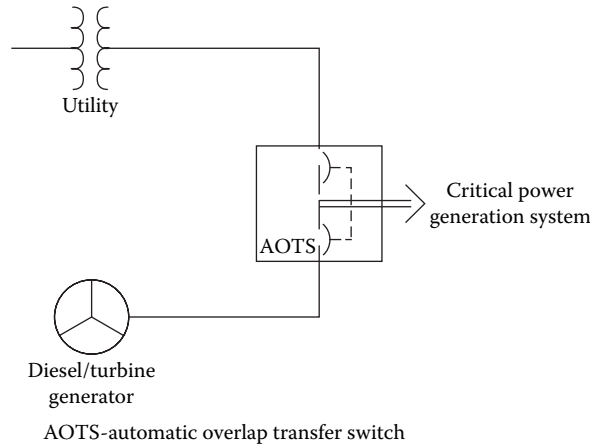 Utility
AOTS
Critical power
generation system
Diesel/turbine
generator
AOTS-automatic overlap transfer switch